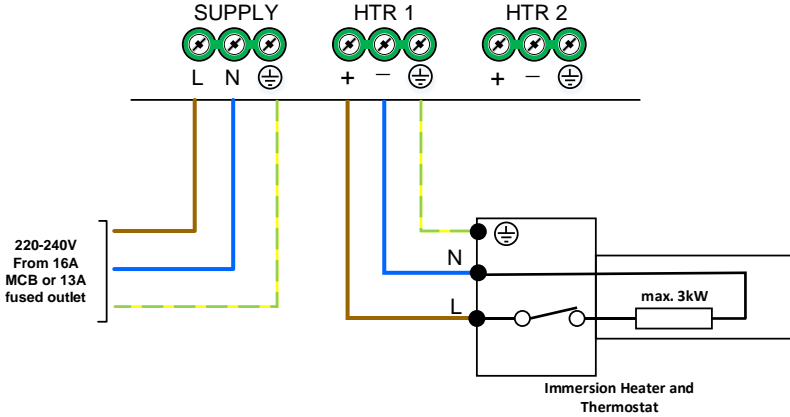 SUPPLY HTR 1 HTR 2
L N + − + −
220-240V
From 16A
MCB or 13A
fused outlet
N
L
max. 3kW
Immersion Heater and
Thermostat